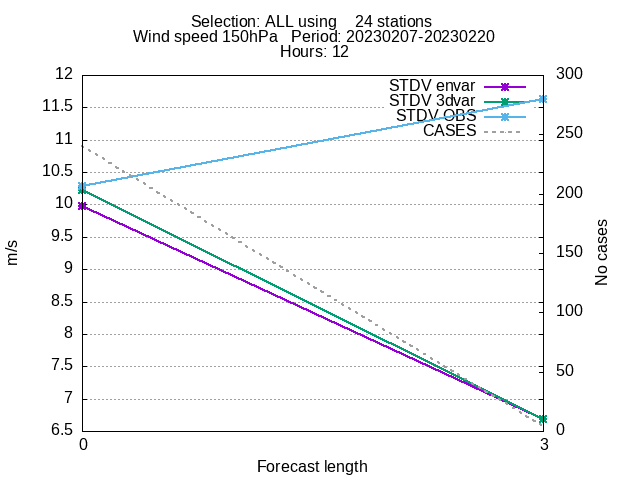 Selection: ALL using    24 stations
Wind speed 150hPa   Period: 20230207-20230220
Hours: 12
12
11.5
11
10.5
10
9.5
9
8.5
8
7.5
7
6.5
m/s
300
250
200
150
100
50
0
No cases
STDV envar
STDV 3dvar
STDV OBS
CASES
0
3
Forecast length